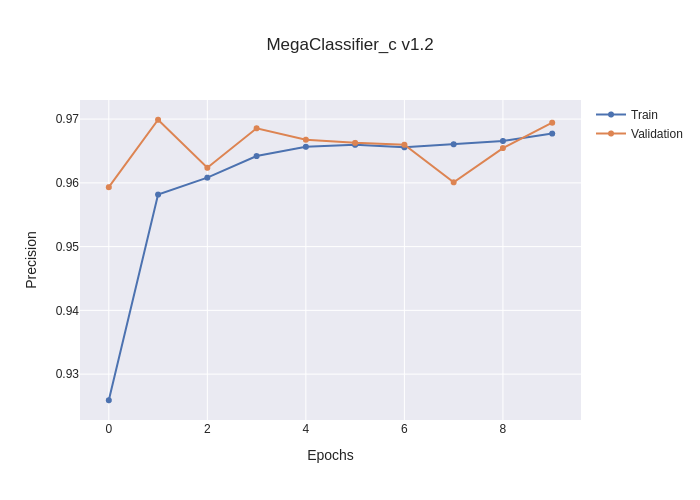 MegaClassifier_c v1.2
Train
Validation
0.97
0.96
0.95
0.94
0.93
Precision
0
2
4
6
8
Epochs